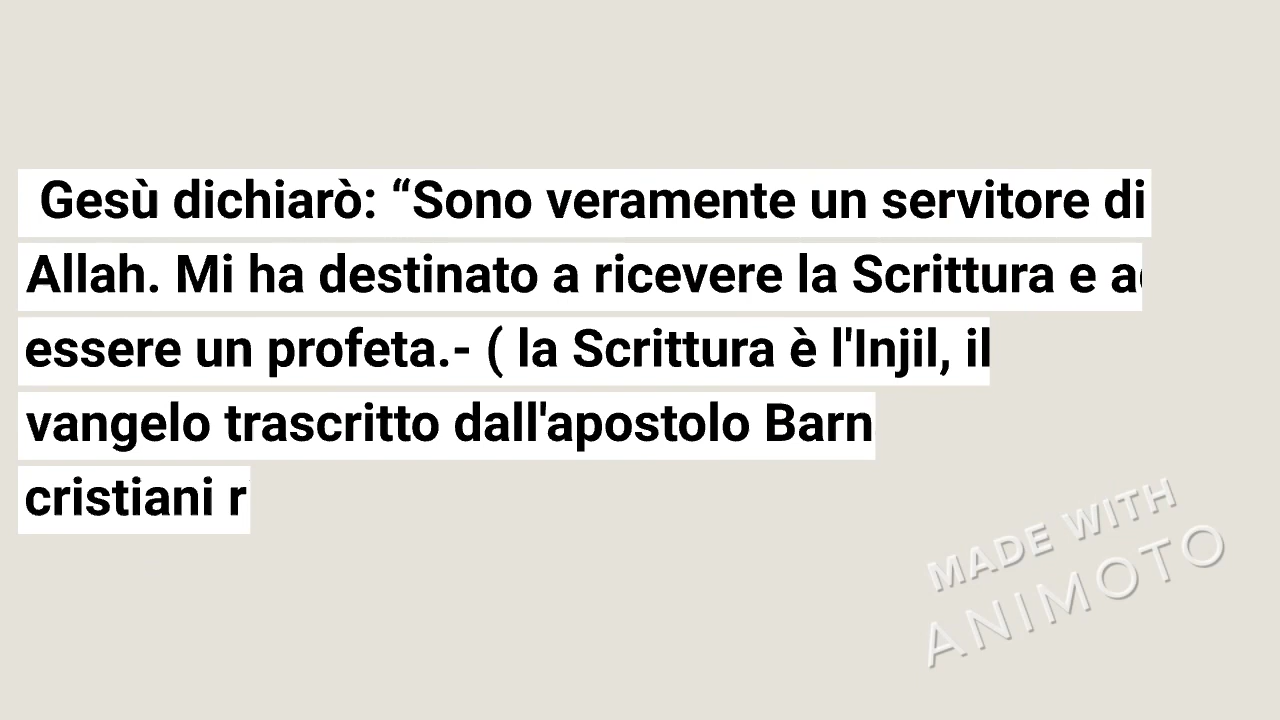 Gesù dichiarò: “Sono veramente un servitore di
Allah. Mi ha destinato a ricevere la Scrittura e
essere un profeta.- ( la Scrittura è l'Injil, il
vangelo trascritto dall'apostolo Barn
cristiani r
MADE WITH
ANIMOTO